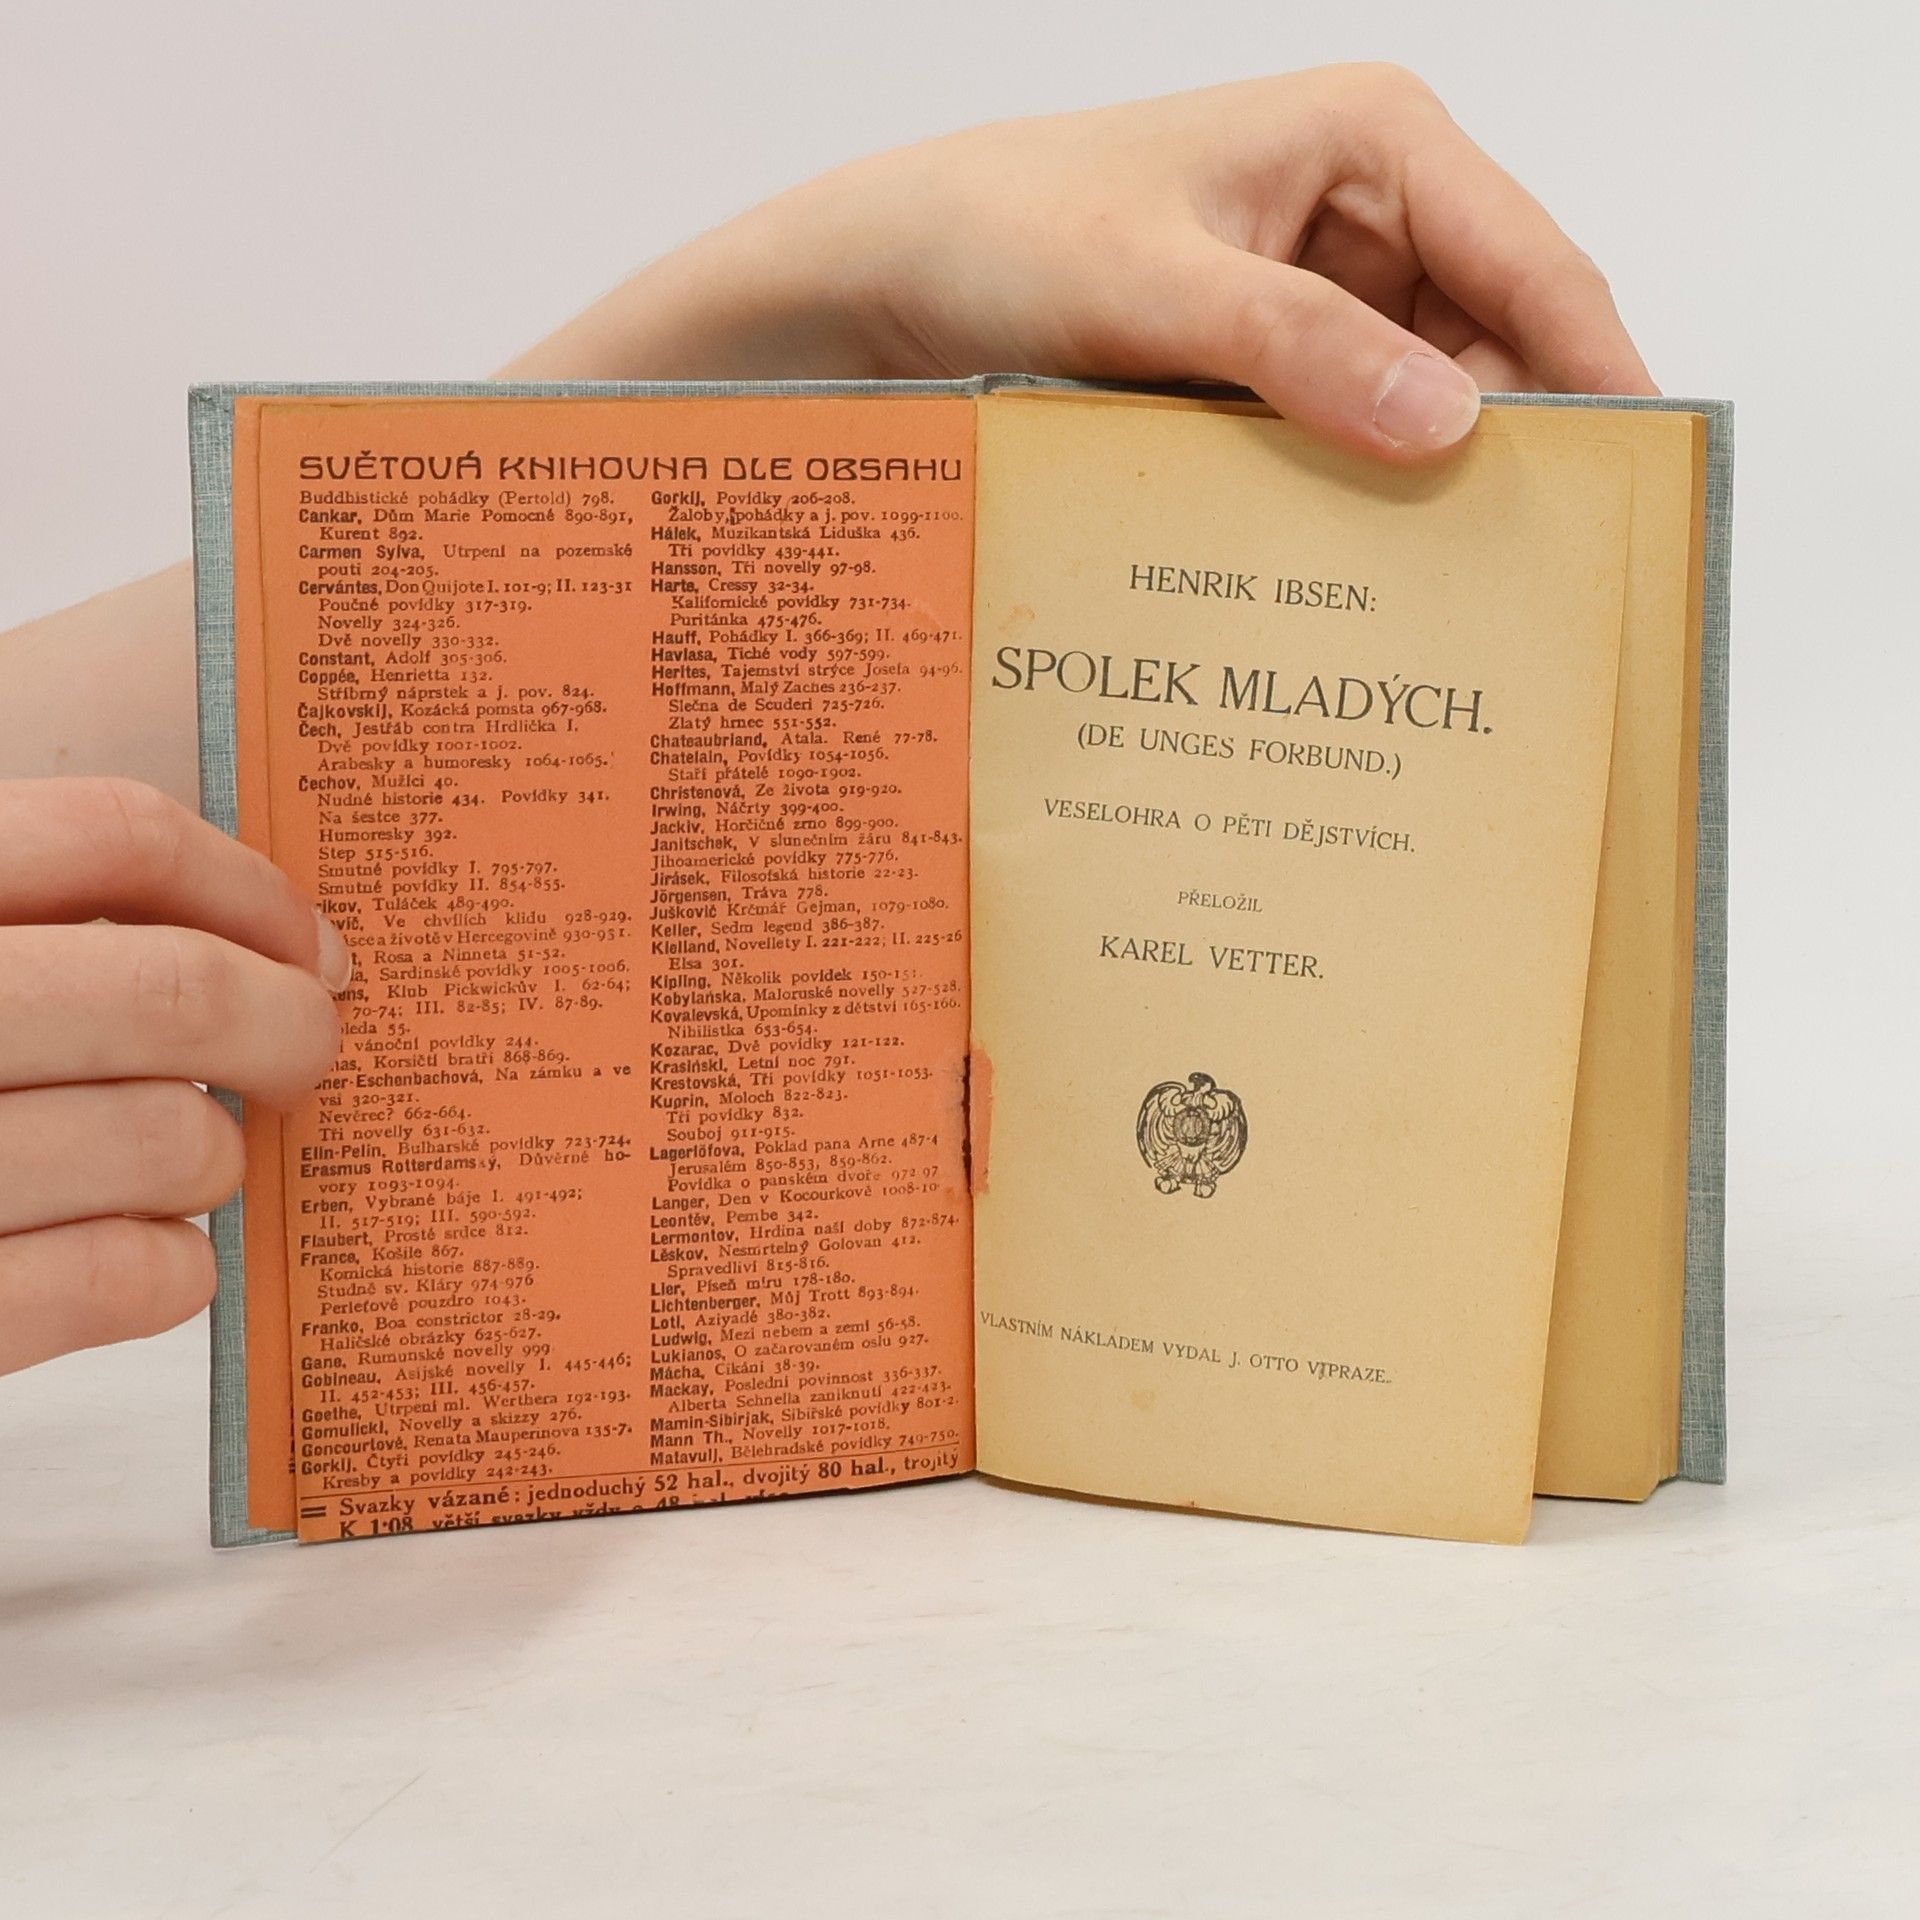 SVĚTOVÁ KNIHOVNA DLE OBSAHU
Buddhistické pohádky (Pertold) 798.
Cankar, Dům Marie Pomocné 890-891,
Kurent 892.
Carmen Sylva, Utrpení na pozemské
pouti 204-205.
Cervántes, Don Quijote I. 101-9; II. 123-31
Poučné povídky 317-319.
Novelly 324-326.
Dvě novelly 330-332.
Constant, Adolf 305-306.
Coppée, Henrietta 132.
Stříbrný náprstek a j. pov. 824.
Čajkovskij, Kozácká pomsta 967-968.
Čech, Jestřáb contra Hrdlička I.
Dvě povídky 1001-1002.
Arabesky a humoresky 1064-1065.
Čechov, Mužíci 40.
Nudné historie 434. Povídky 341.
Na šestce 377.
Humoresky 392.
Step 515-516.
Smutné povídky I. 795-797.
Smutné povídky II. 854-855.
rikov, Tuláček 489-490.
ovič, Ve chvílích klidu 928-929.
ásce a životě v Hercegovině 930-931.
t, Rosa a Ninneta 51-52.
la, Sardinské povídky 1005-1006.
kens, Klub Pickwickův I. 62-64;
70-74; III. 82-85; IV. 87-89.
oleda 55.
i vánoční povídky 244.
mas, Korsičtí bratři 868-869.
bner-Eschenbachová, Na zámku a ve
vsi 320-321.
Nevěrec? 662-664.
Tři novelly 631-632.
Elin-Pelin, Bulharské povídky 723-724.
Erasmus Rotterdamský, Důvěrné ho-
vory 1093-1094.
Erben, Vybrané báje I. 491-492;
II. 517-519; III. 590-592.
Flaubert, Prosté srdce 812.
France, Košile 867.
Komická historie 887-889.
Studně sv. Kláry 974-976
Perleťové pouzdro 1043.
Franko, Boa constrictor 28-29.
Haličské obrázky 625-627.
Gane, Rumunské novelly 999
Gobineau, Asijské novelly I. 445-446;
II. 452-453; III. 456-457.
Goethe, Utrpení ml. Werthera 192-193.
Gomulicki, Novelly a skizzy 276.
Goncourtové, Renata Mauperinova 135-7.
Gorkij, Čtyři povídky 245-246.
Kresby a povídky 242-243.
Gorkij, Povídky 206-208.
Žaloby, pohádky a j. pov. 1099-1100.
Hálek, Muzikantská Liduška 436.
Tři povídky 439-441.
Hansson, Tři novelly 97-98.
Harte, Cressy 32-34.
Kalifornické povídky 731-734.
Puritánka 475-476.
Hauff, Pohádky I. 366-369; II. 469-471.
Havlasa, Tiché vody 597-599.
Herites, Tajemství strýce Josefa 94-96.
Hoffmann, Malý Zaches 236-237.
Slečna de Scuderi 725-726.
Zlatý hrnec 551-552.
Chateaubriand, Atala. René 77-78.
Chatelain, Povídky 1054-1056.
Staří přátelé 1090-1902.
Christenová, Ze života 919-920.
Irwing, Náčrty 399-400.
Jackiv, Horčičné zrno 899-900.
Janitschek, V slunečním žáru 841-843.
Jihoamerické povídky 775-776.
Jirásek, Filosofská historie 22-23.
Jörgensen, Tráva 778.
Juškovič Krčmář Gejman, 1079-1080.
Keller, Sedm legend 386-387.
Kielland, Novellety I. 221-222; II. 225-26
Elsa 301.
Kipling, Několik povídek 150-151.
Kobylańska, Maloruské novelly 527-528.
Kovalevská, Upomínky z dětství 165-166.
Nihilistka 653-654.
Kozarac, Dvě povídky 121-122.
Krasiński, Letní noc 791.
Krestovská, Tři povídky 1051-1053.
Kuprin, Moloch 822-823.
Tři povídky 832.
Souboj 911-915.
Lagerlöfova, Poklad pana Arne 487-4
Jerusalém 850-853, 859-862.
Povídka o panském dvoře 972-97
Langer, Den v Kocourkově 1008-10
Leontěv, Pembe 342.
Lermontov, Hrdina naší doby 872-874.
Lěskov, Nesmrtelný Golovan 412.
Spravedliví 815-816.
Lier, Píseň míru 178-180.
Lichtenberger, Můj Trott 893-894.
Loti, Aziyadé 380-382.
Ludwig, Mezi nebem a zemí 56-58.
Lukianos, O začarovaném oslu 927.
Mácha, Cikáni 38-39.
Mackay, Poslední povinnost 336-337.
Alberta Schnella zaniknutí 422-423.
Mamin-Sibirjak, Sibiřské povídky 801-2.
Mann Th., Novelly 1017-1018.
Matavulj, Bělehradské povídky 749-750.
Svazky vázané: jednoduchý 52 hal., dvojitý 80 hal., trojitý
K 1·08, větší svazky vždy o 48 hal. více
HENRIK IBSEN:
SPOLEK MLADÝCH.
(DE UNGES FORBUND.)
VESELOHRA O PĚTI DĚJSTVÍCH.
PŘELOŽIL
KAREL VETTER.
VLASTNÍM NÁKLADEM VYDAL J. OTTO V PRAZE.